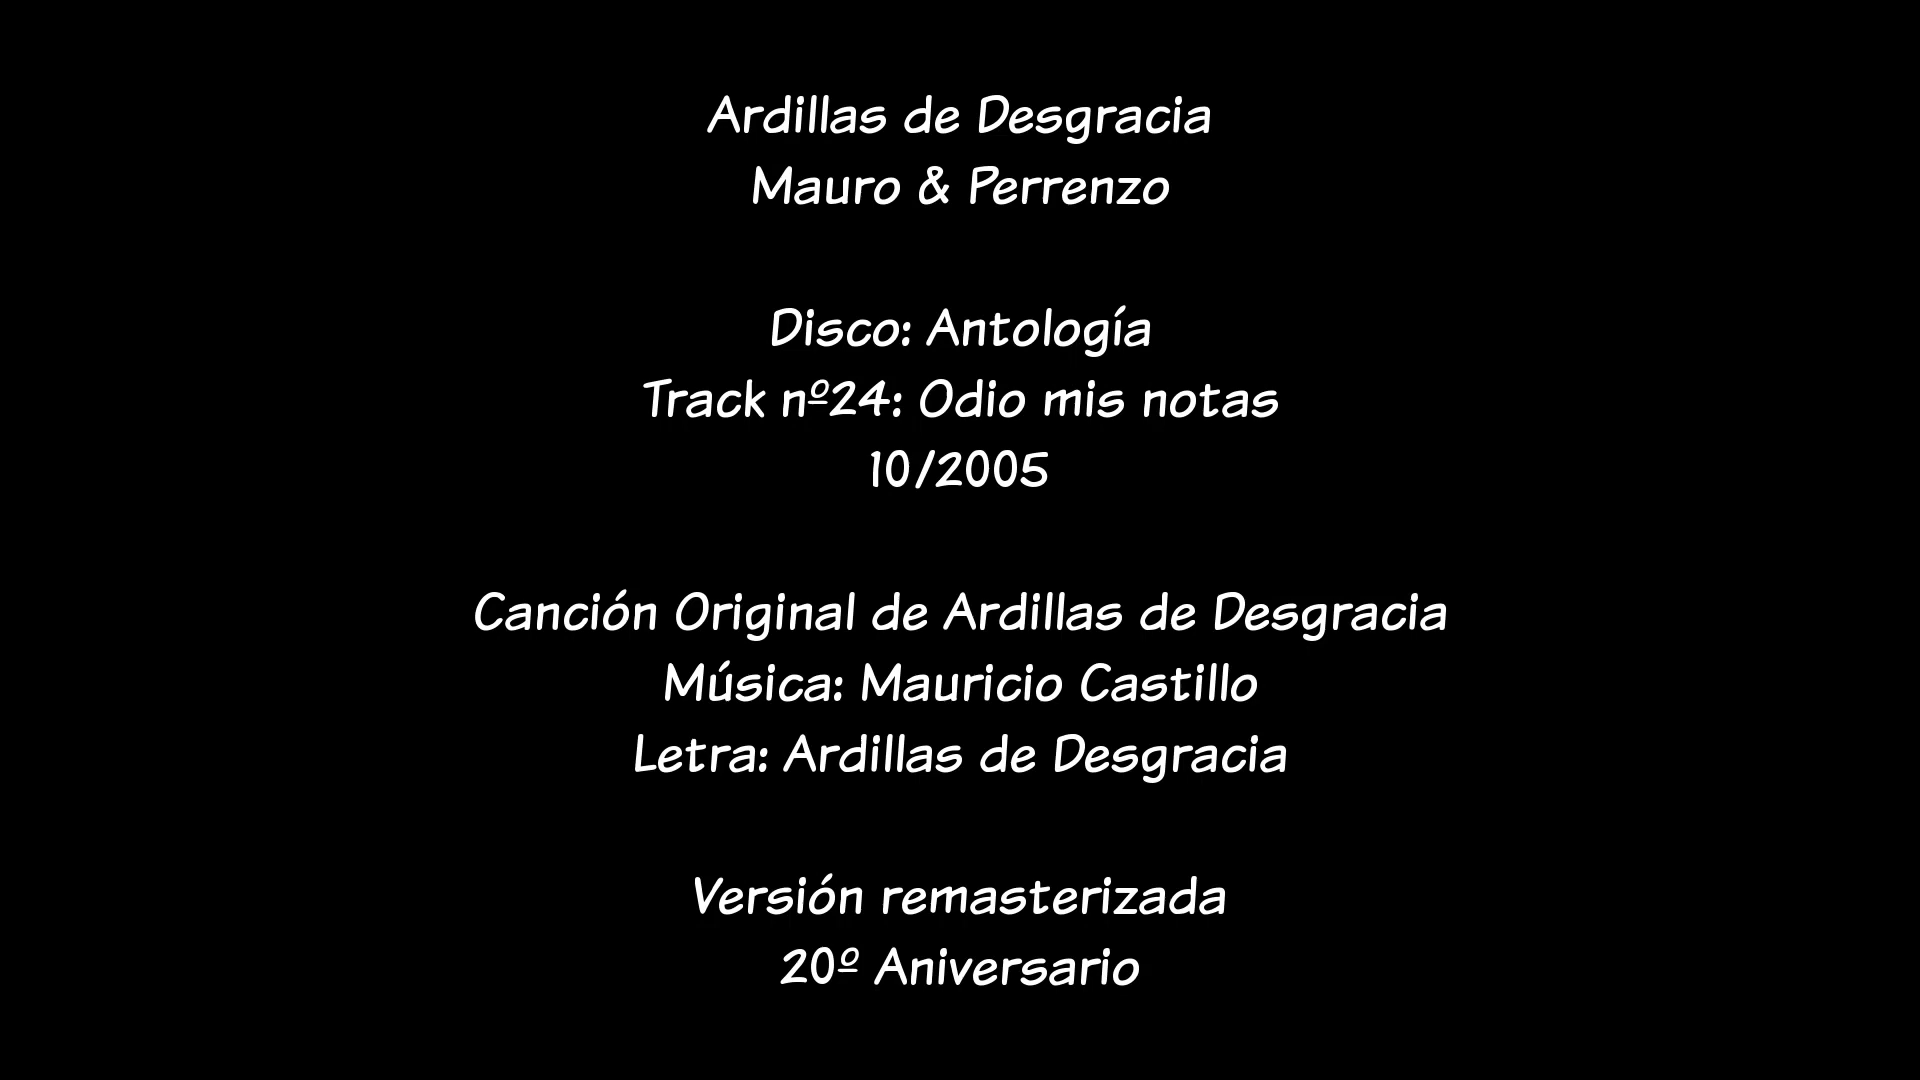 Ardillas de Desgracia
Mauro & Perrenzo
Disco: Antología
Track nº24: Odio mis notas
10/2005
Canción Original de Ardillas de Desgracia
Música: Mauricio Castillo
Letra: Ardillas de Desgracia
Versión remasterizada
20º Aniversario